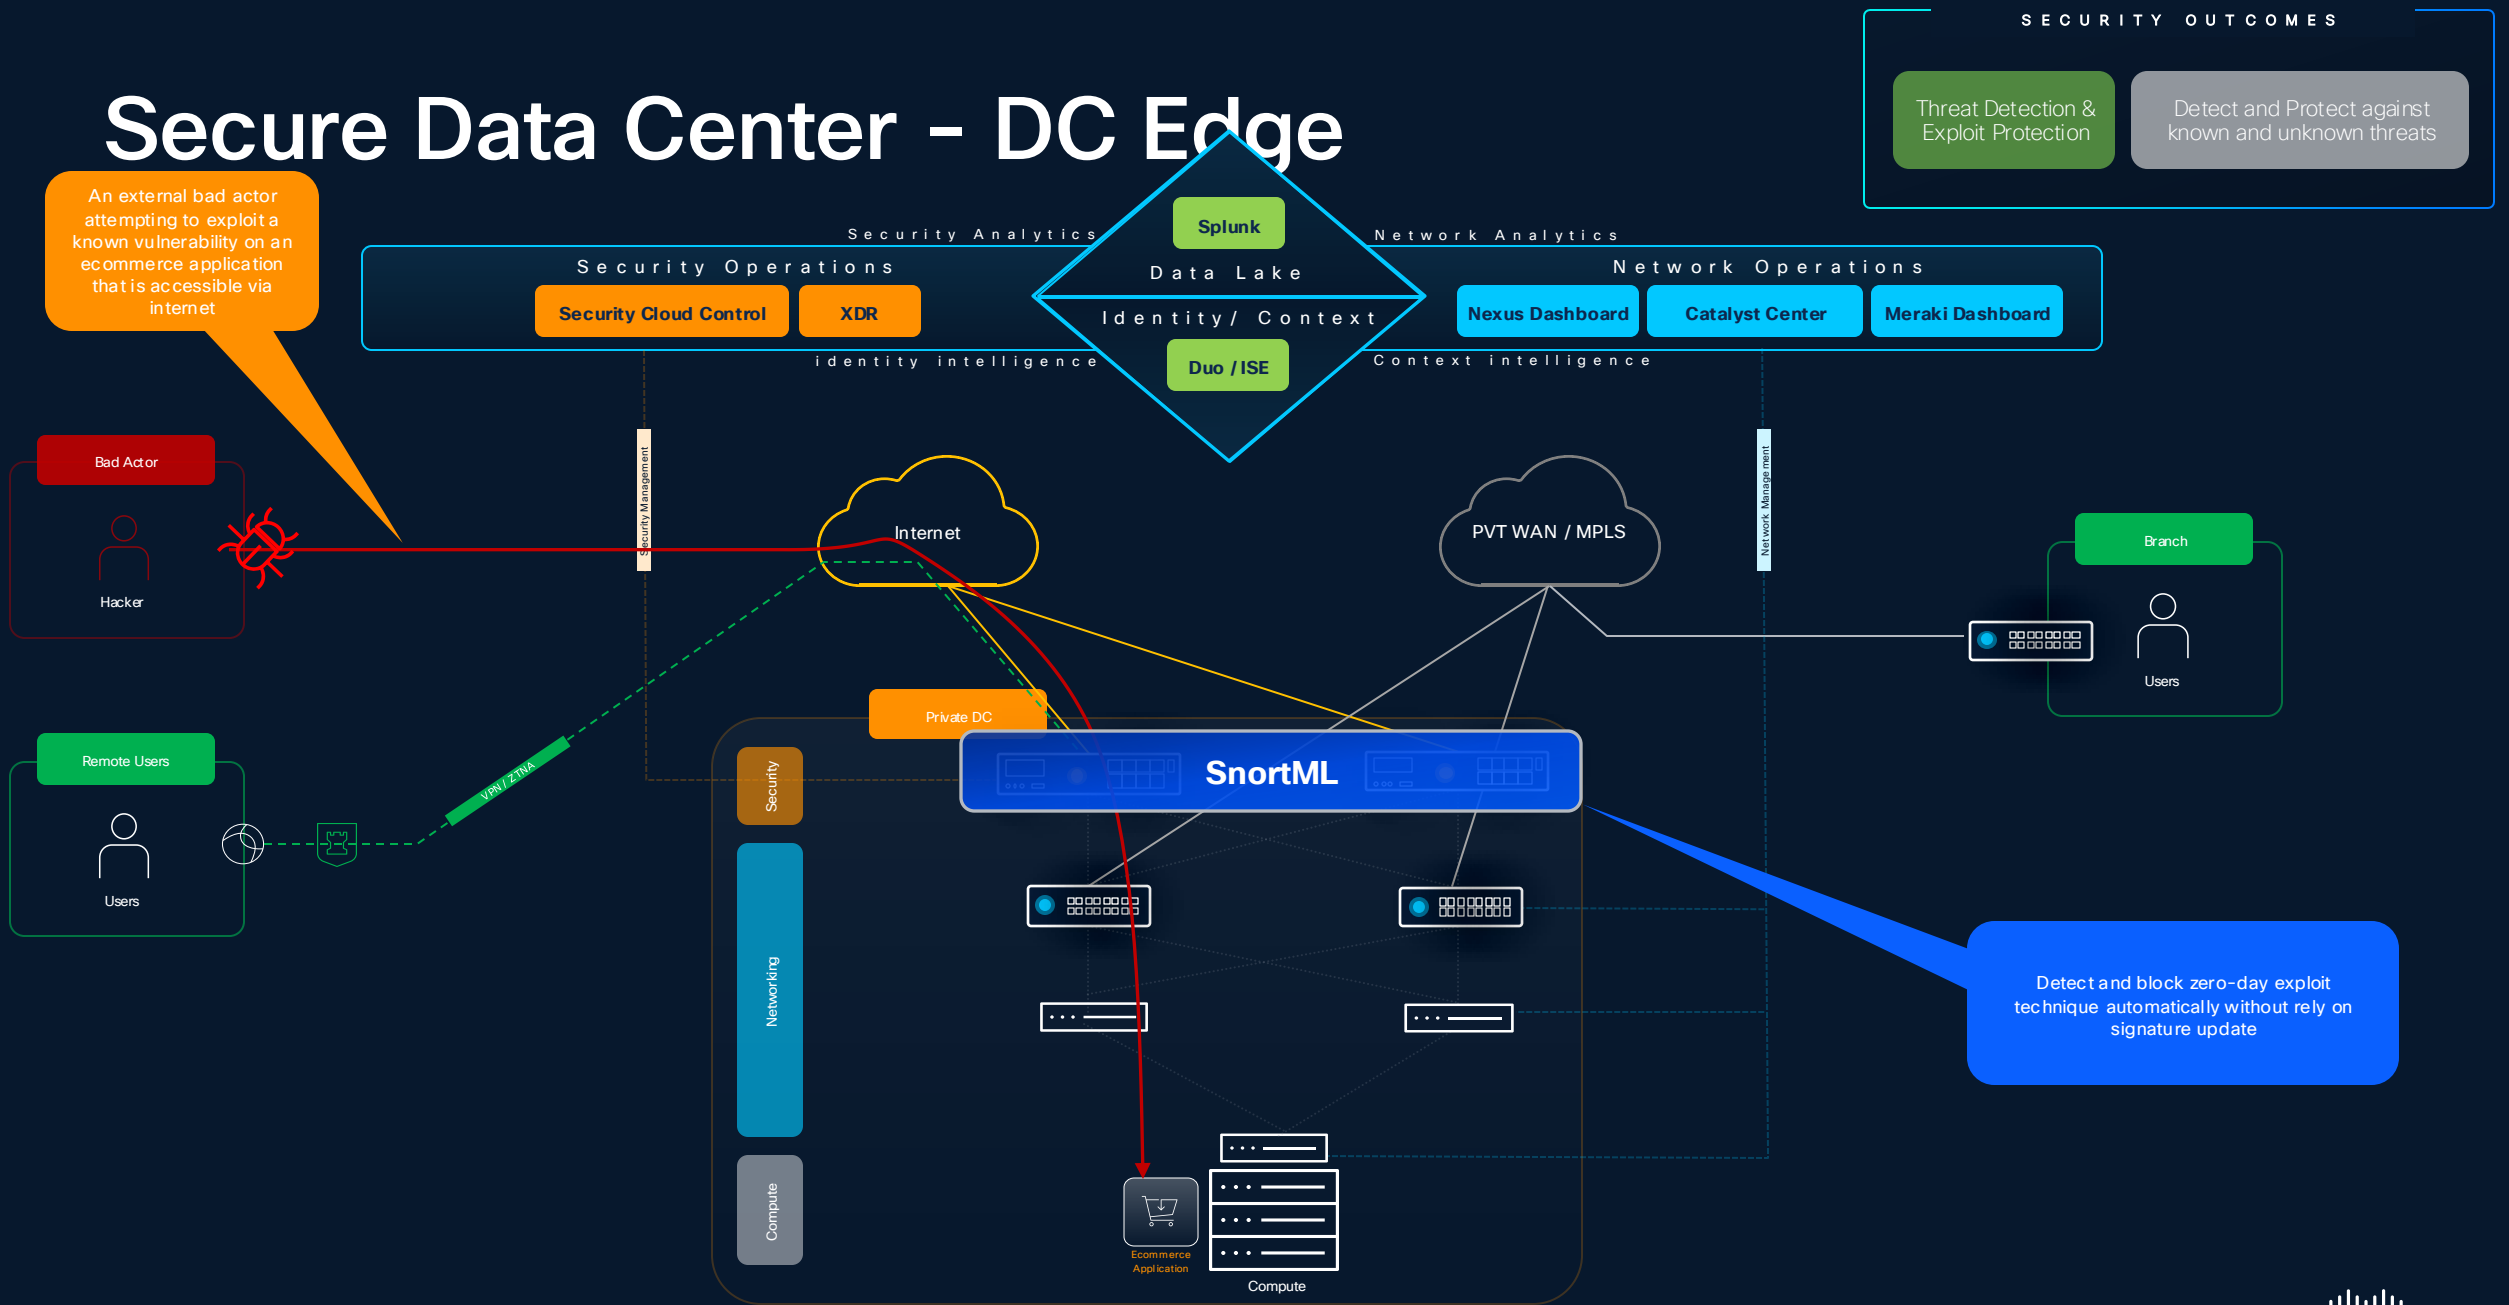 SECURITY OUTCOMES
Threat Detection &
Exploit Protection
Detect and Protect against
known and unknown threats
Secure Data Center - DC Edge
An external bad actor
attempting to exploit a
known vulnerability on an
ecommerce application
that is accessible via
internet
Security Analytics
Security Operations
Security Cloud Control
XDR
identity intelligence
Splunk
Data Lake
Identity/ Context
Duo / ISE
Network Analytics
Network Operations
Nexus Dashboard
Catalyst Center
Meraki Dashboard
Context intelligence
Bad Actor
Hacker
Security Management
Internet
PVT WAN / MPLS
Network Management
Branch
Users
Remote Users
Users
VPN / ZTNA
Private DC
Security
SnortML
Networking
Detect and block zero-day exploit
technique automatically without rely on
signature update
Compute
Ecommerce
Application
Compute